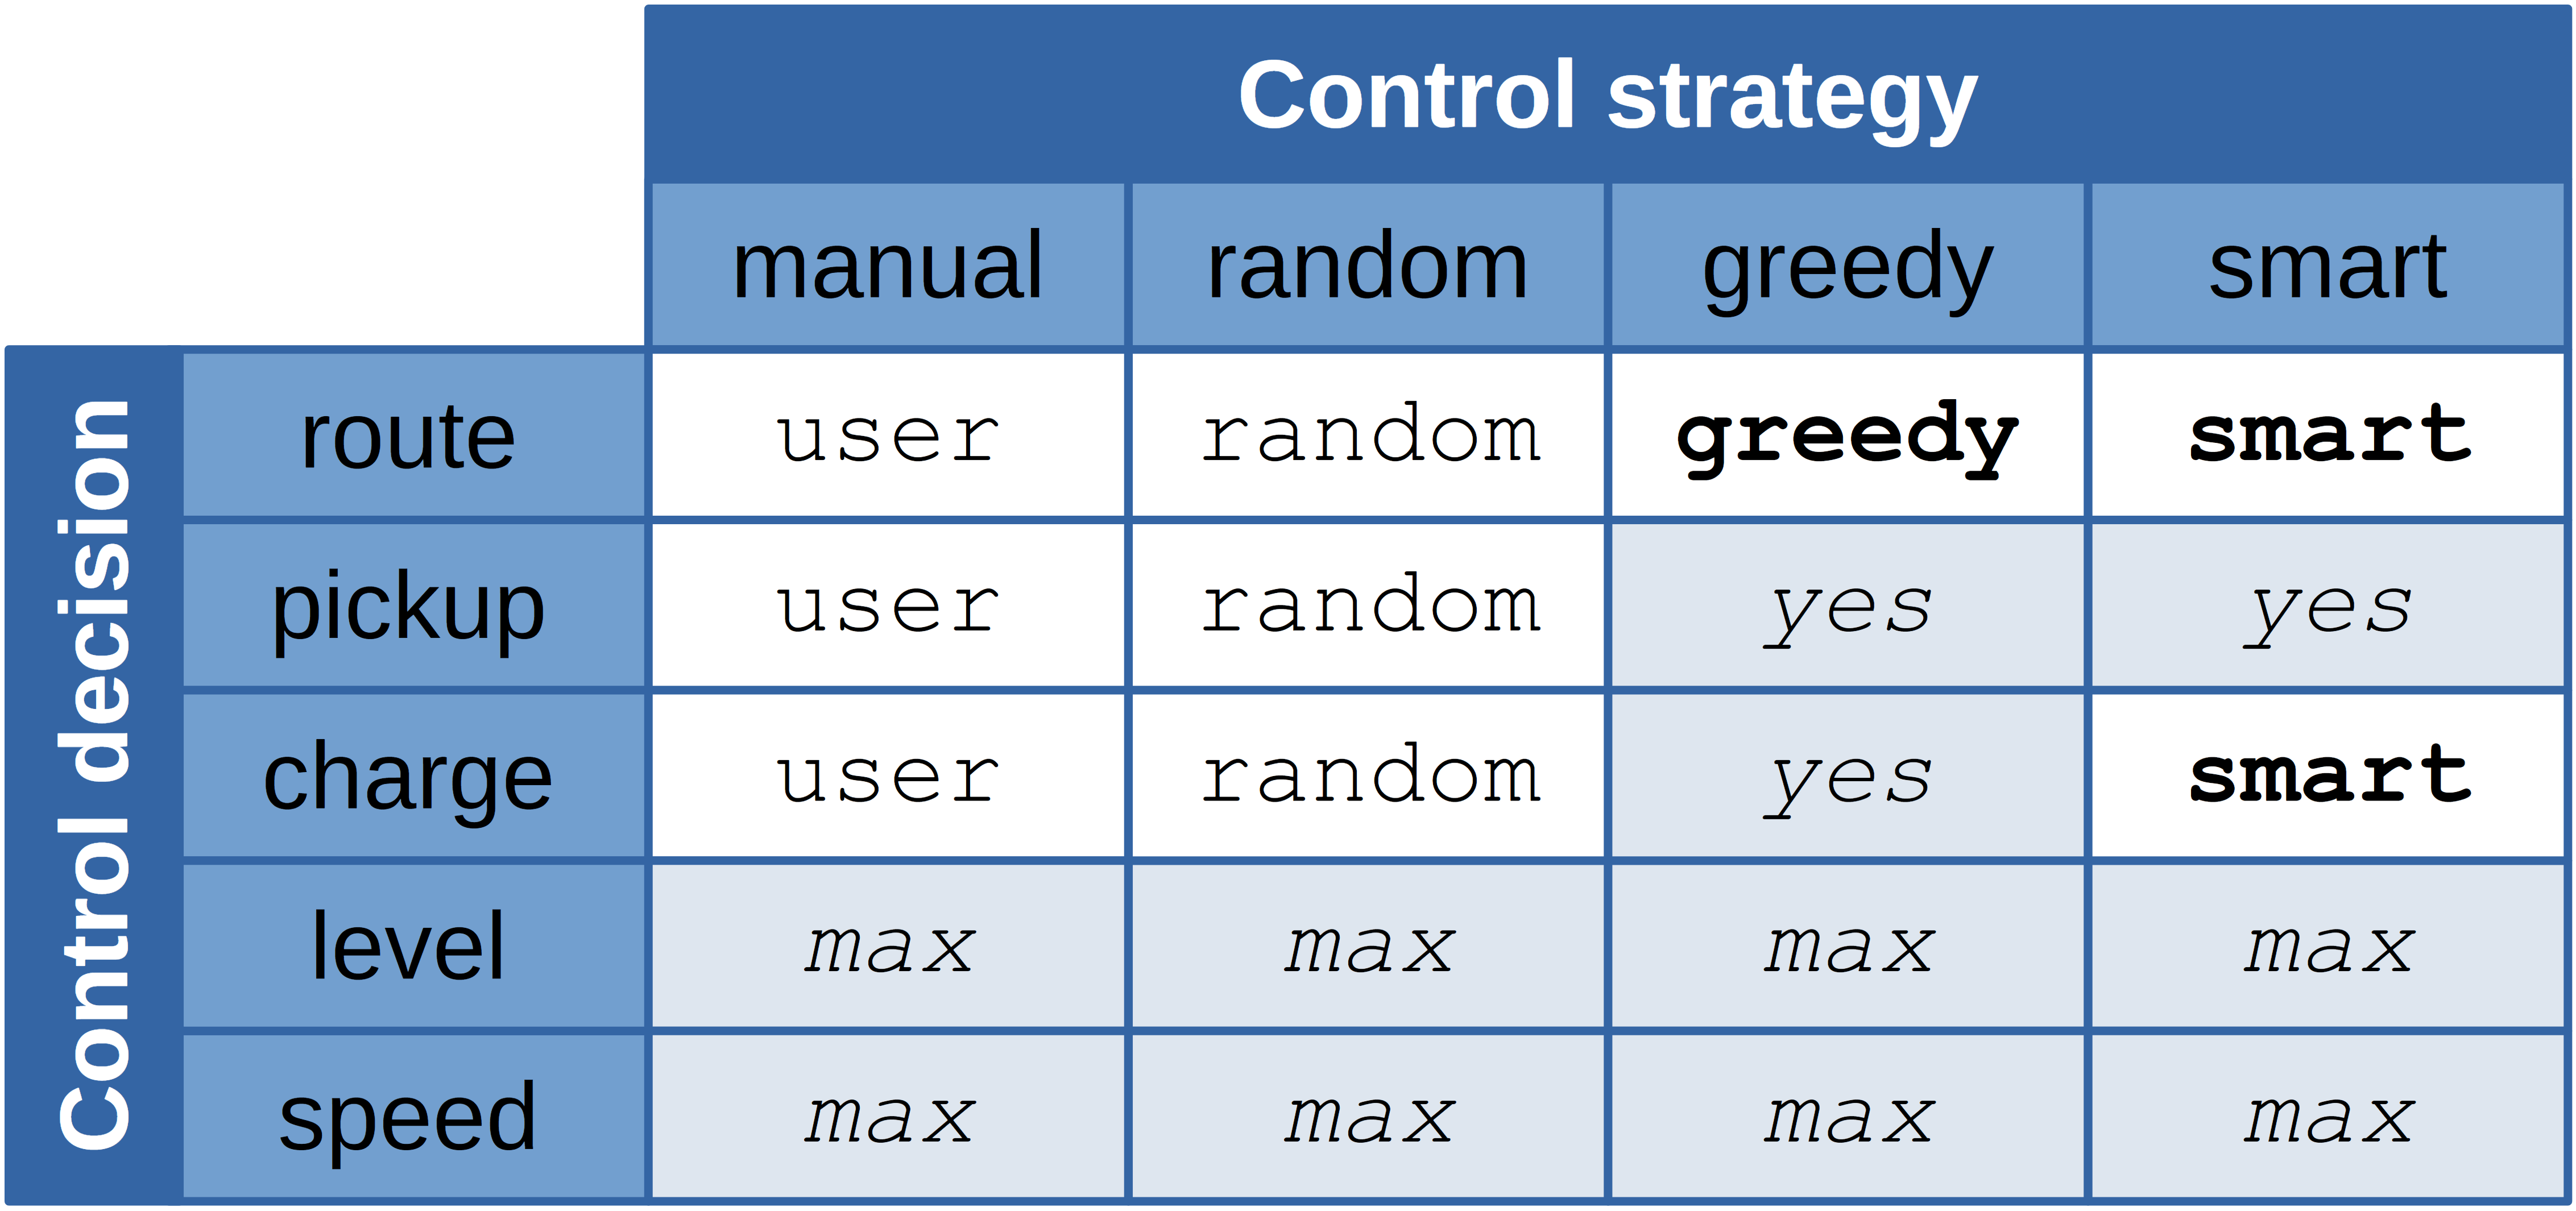 Control strategy
manual random greedy smart
Control decision
route user random greedy smart
pickup user random yes yes
charge user random yes smart
level max max max max
speed max max max max